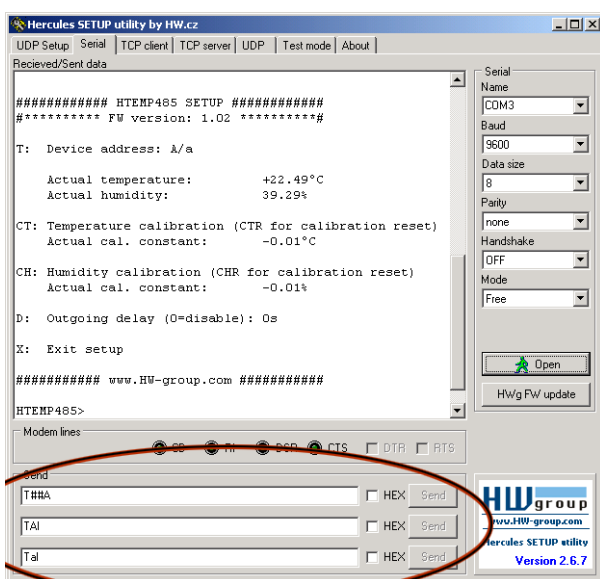 Hercules SETUP utility by HW.cz
UDP Setup Serial TCP client TCP server UDP Test mode About
Recieved/Sent data
############ HTEMP485 SETUP ############
#********** FW version: 1.02 **********#
T: Device address: A/a
Actual temperature: +22.49°C
Actual humidity: 39.29%
CT: Temperature calibration (CTR for calibration reset)
Actual cal. constant: -0.01°C
CH: Humidity calibration (CHR for calibration reset)
Actual cal. constant: -0.01%
D: Outgoing delay (0=disable): 0s
X: Exit setup
########### www.HW-group.com ###########
HTEMP485>
Serial
Name
COM3
Baud
9600
Data size
8
Parity
none
Handshake
OFF
Mode
Free
Open
HWg FW update
Modem lines
CD RI DSR CTS DTR RTS
Send
T##A HEX Send
TAI HEX Send
TaI HEX Send
HW group
www.HW-group.com
Hercules SETUP utility
Version 2.6.7